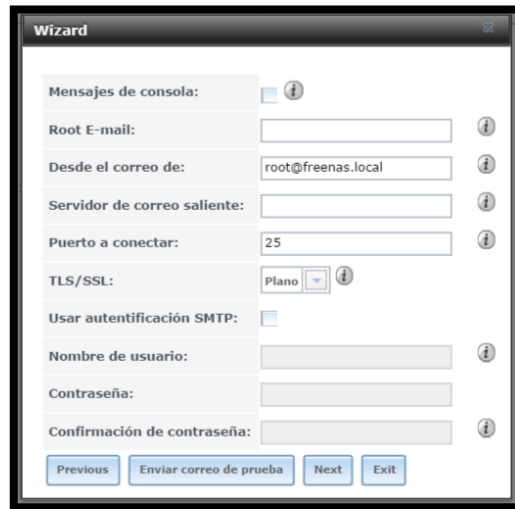 Wizard
Mensajes de consola:
Root E-mail:
Desde el correo de: root@freenas.local
Servidor de correo saliente:
Puerto a conectar: 25
TLS/SSL: Plano
Usar autentificación SMTP:
Nombre de usuario:
Contraseña:
Confirmación de contraseña:
Previous Enviar correo de prueba Next Exit